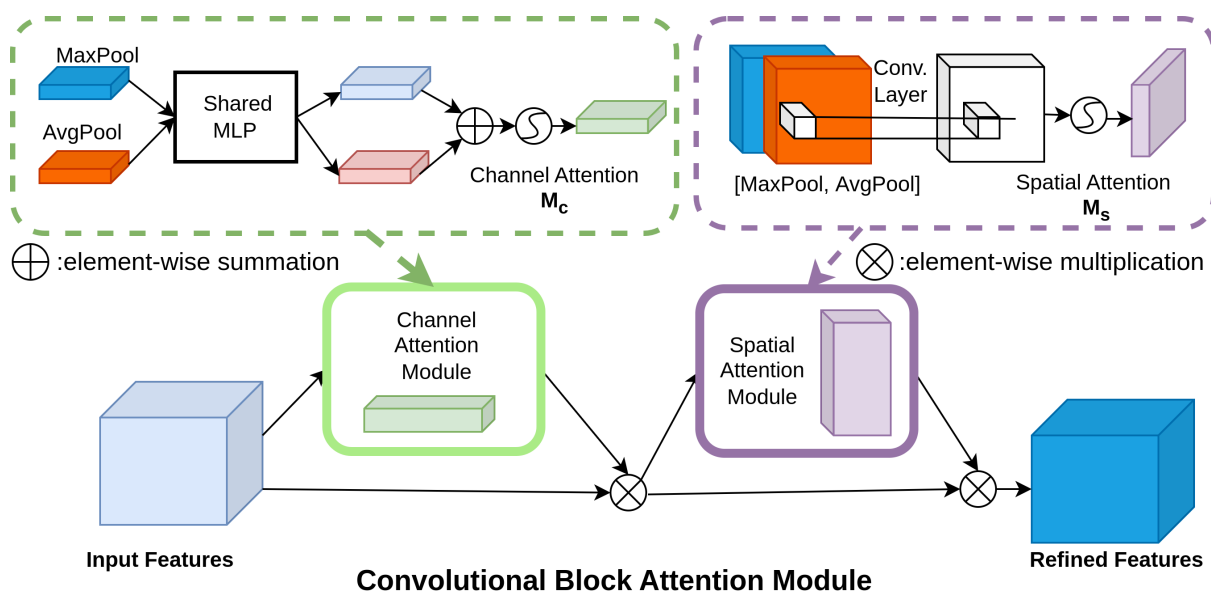 MaxPool
AvgPool
Shared
MLP
Channel Attention
Mc
Conv.
Layer
[MaxPool, AvgPool]
Spatial Attention
Ms
:element-wise summation
:element-wise multiplication
Channel
Attention
Module
Spatial
Attention
Module
Input Features
Refined Features
Convolutional Block Attention Module